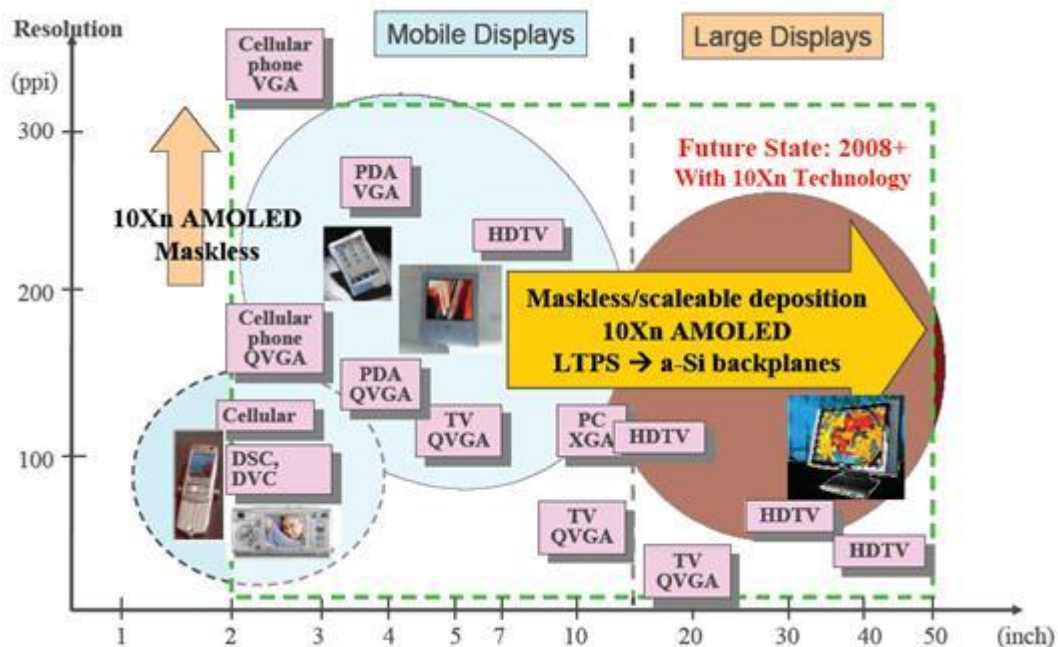 Resolution
(ppi)
Mobile Displays
Large Displays
Cellular
phone
VGA
300
Future State: 2008+
With 10Xn Technology
PDA
VGA
10Xn AMOLED
Maskless
HDTV
200
Maskless/scaleable deposition
10Xn AMOLED
LTPS → a-Si backplanes
Cellular
phone
QVGA
PDA
QVGA
Cellular
TV
QVGA
PC
XGA
HDTV
100
DSC,
DVC
TV
QVGA
HDTV
HDTV
TV
QVGA
1
2
3
4
5
7
10
20
30
40
50
(inch)